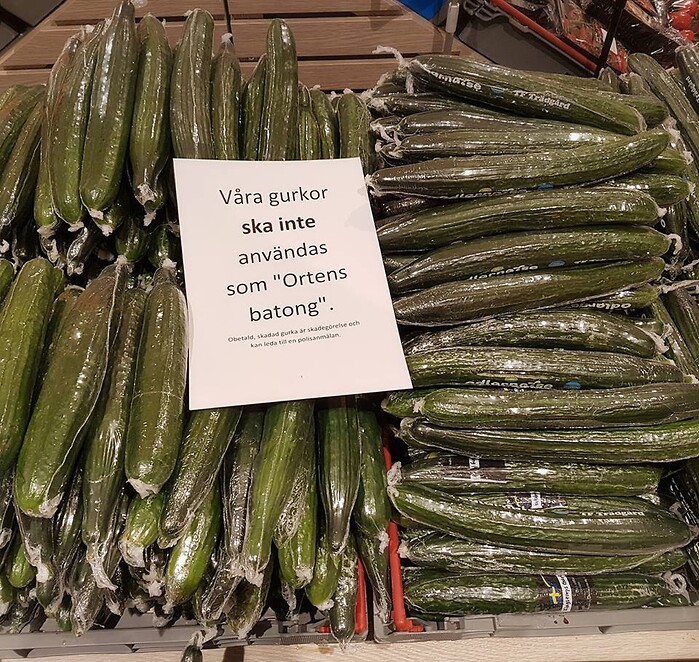 Våra gurkor
ska inte
användas
som "Ortens
batong".
Obetald, skadad gurka är skadegörelse och
kan leda till en polisanmälan.